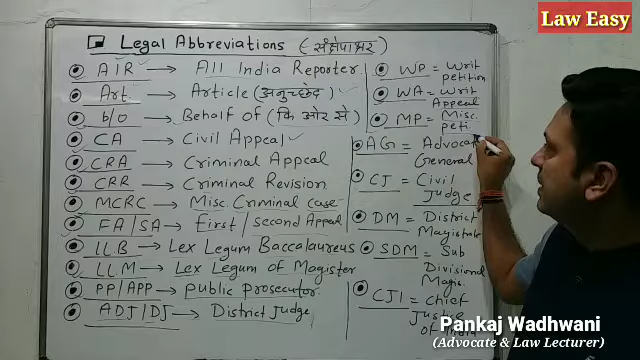 Law Easy
Legal Abbreviations (संक्षेपाक्षर)
AIR → All India Reporter
Art. → Article (अनुच्छेद)
b/o → Behalf of (कि ओर से)
CA → Civil Appeal
CRA → Criminal Appeal
CRR → Criminal Revision
MCRC → Misc. Criminal case
FA/SA → First/second Appeal
LLB → Lex Legum Baccalaureus
LLM → Lex Legum of Magister
PP/APP → public prosecutor.
ADJ/DJ → District Judge
WP = Writ
petition
WA = Writ
Appeal
MP = Misc.
peti
AG = Advocate
General
CJ = Civil
Judge
DM = District
Magistrate
SDM = Sub
Divisional
Magis.
CJI = Chief
Justice
of India
Pankaj Wadhwani
(Advocate & Law Lecturer)